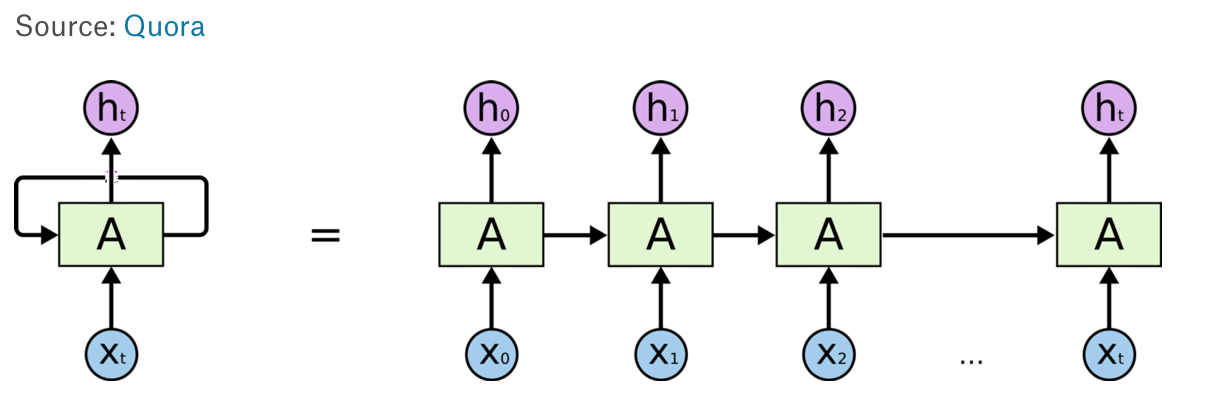 Source: Quora
hₜ h₀ h₁ h₂ hₜ
A = A A A A
xₜ x₀ x₁ x₂ ... xₜ